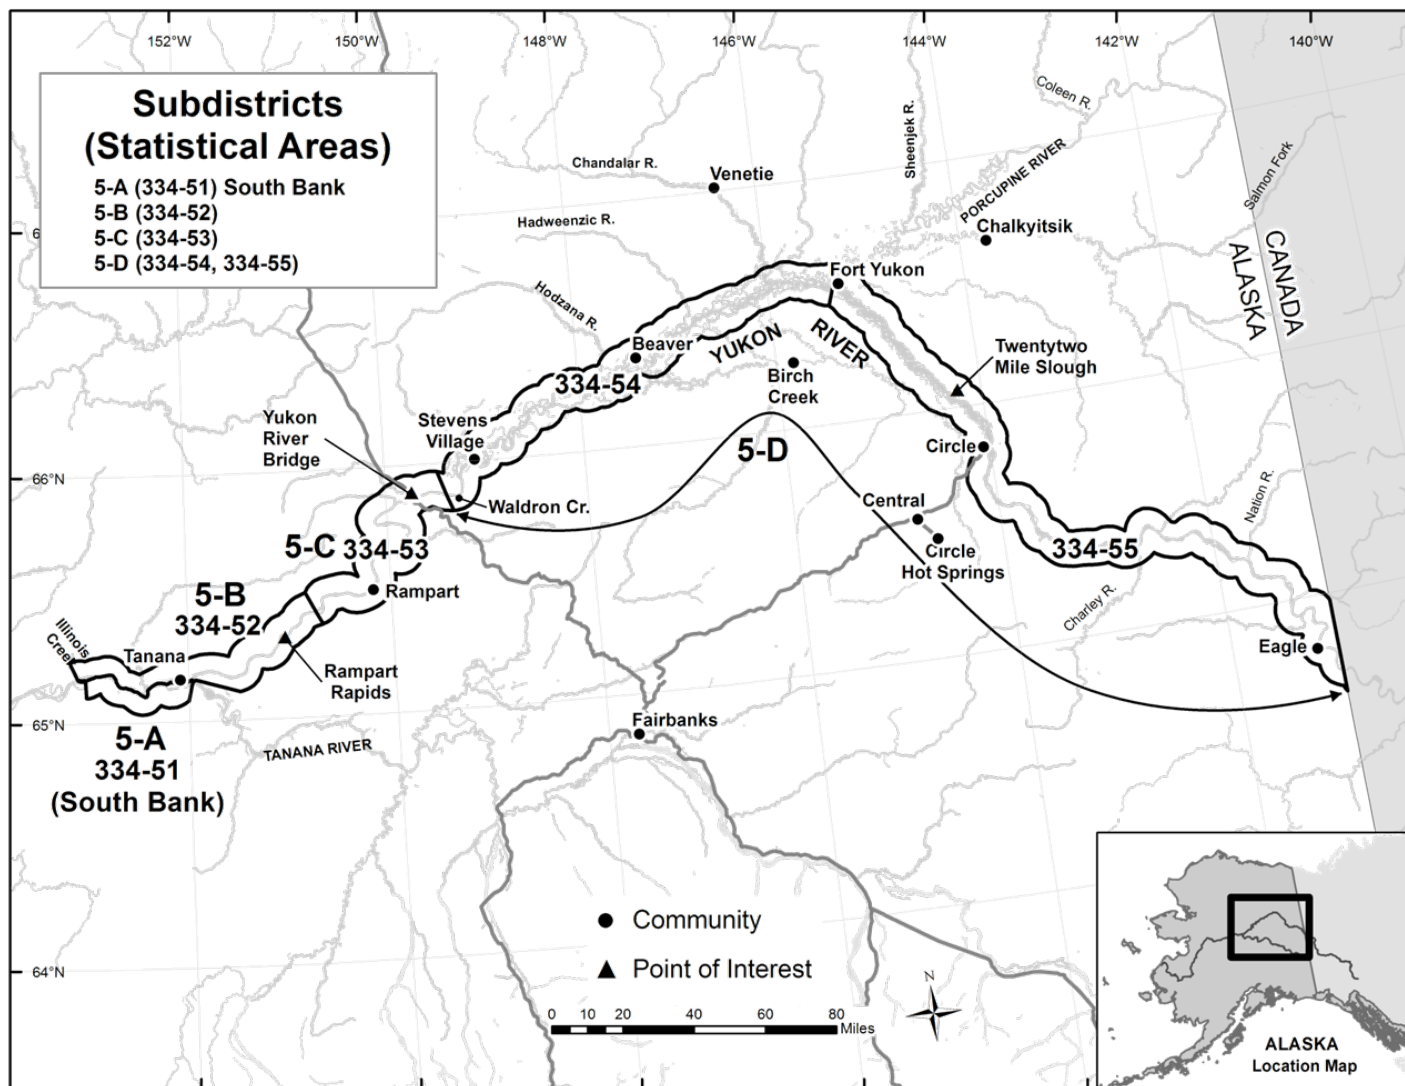 152°W
150°W
148°W
146°W
144°W
142°W
140°W
Subdistricts
(Statistical Areas)
5-A (334-51) South Bank
5-B (334-52)
5-C (334-53)
5-D (334-54, 334-55)
Coleen R.
Sheenjek R.
Chandalar R.
Venetie
PORCUPINE RIVER
Salmon Fork
Hadweenzic R.
Chalkyitsik
CANADA
ALASKA
Fort Yukon
Hodzana R.
Beaver
YUKON
RIVER
Twentytwo
Mile Slough
334-54
Birch
Creek
Yukon
River
Bridge
Stevens
Village
5-D
Circle
66°N
Waldron Cr.
Central
Nation R.
5-C
334-53
334-55
Circle
Hot Springs
Rampart
5-B
334-52
Charley R.
Illinois
Creek
Tanana
Eagle
Rampart
Rapids
65°N
Fairbanks
5-A
334-51
(South Bank)
TANANA RIVER
Community
Point of Interest
64°N
N
0 10 20 40 60 80
Miles
ALASKA
Location Map